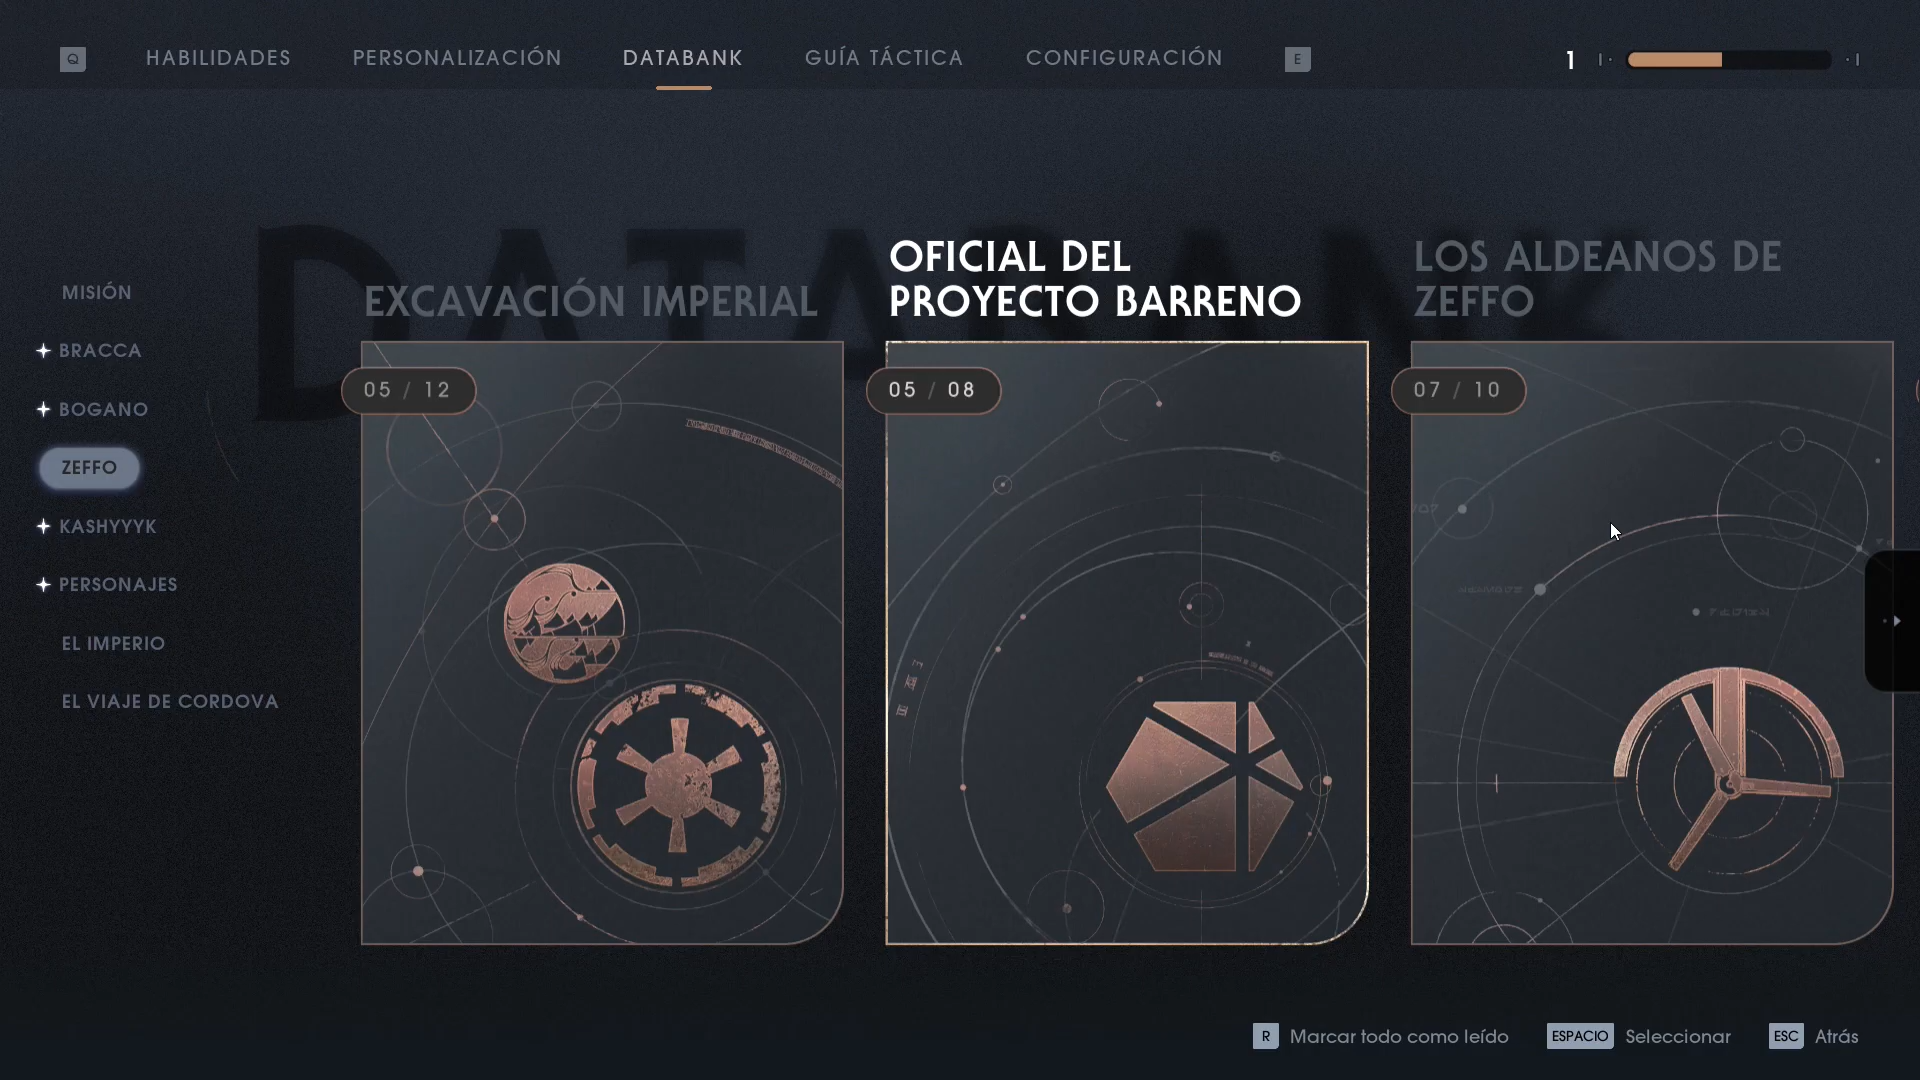 Q
HABILIDADES
PERSONALIZACIÓN
DATABANK
GUÍA TÁCTICA
CONFIGURACIÓN
E
1
DATABANK
MISIÓN
BRACCA
BOGANO
ZEFFO
KASHYYYK
PERSONAJES
EL IMPERIO
EL VIAJE DE CORDOVA
EXCAVACIÓN IMPERIAL
05 / 12
OFICIAL DEL
PROYECTO BARRENO
05 / 08
LOS ALDEANOS DE
ZEFFO
07 / 10
R Marcar todo como leído
ESPACIO Seleccionar
ESC Atrás